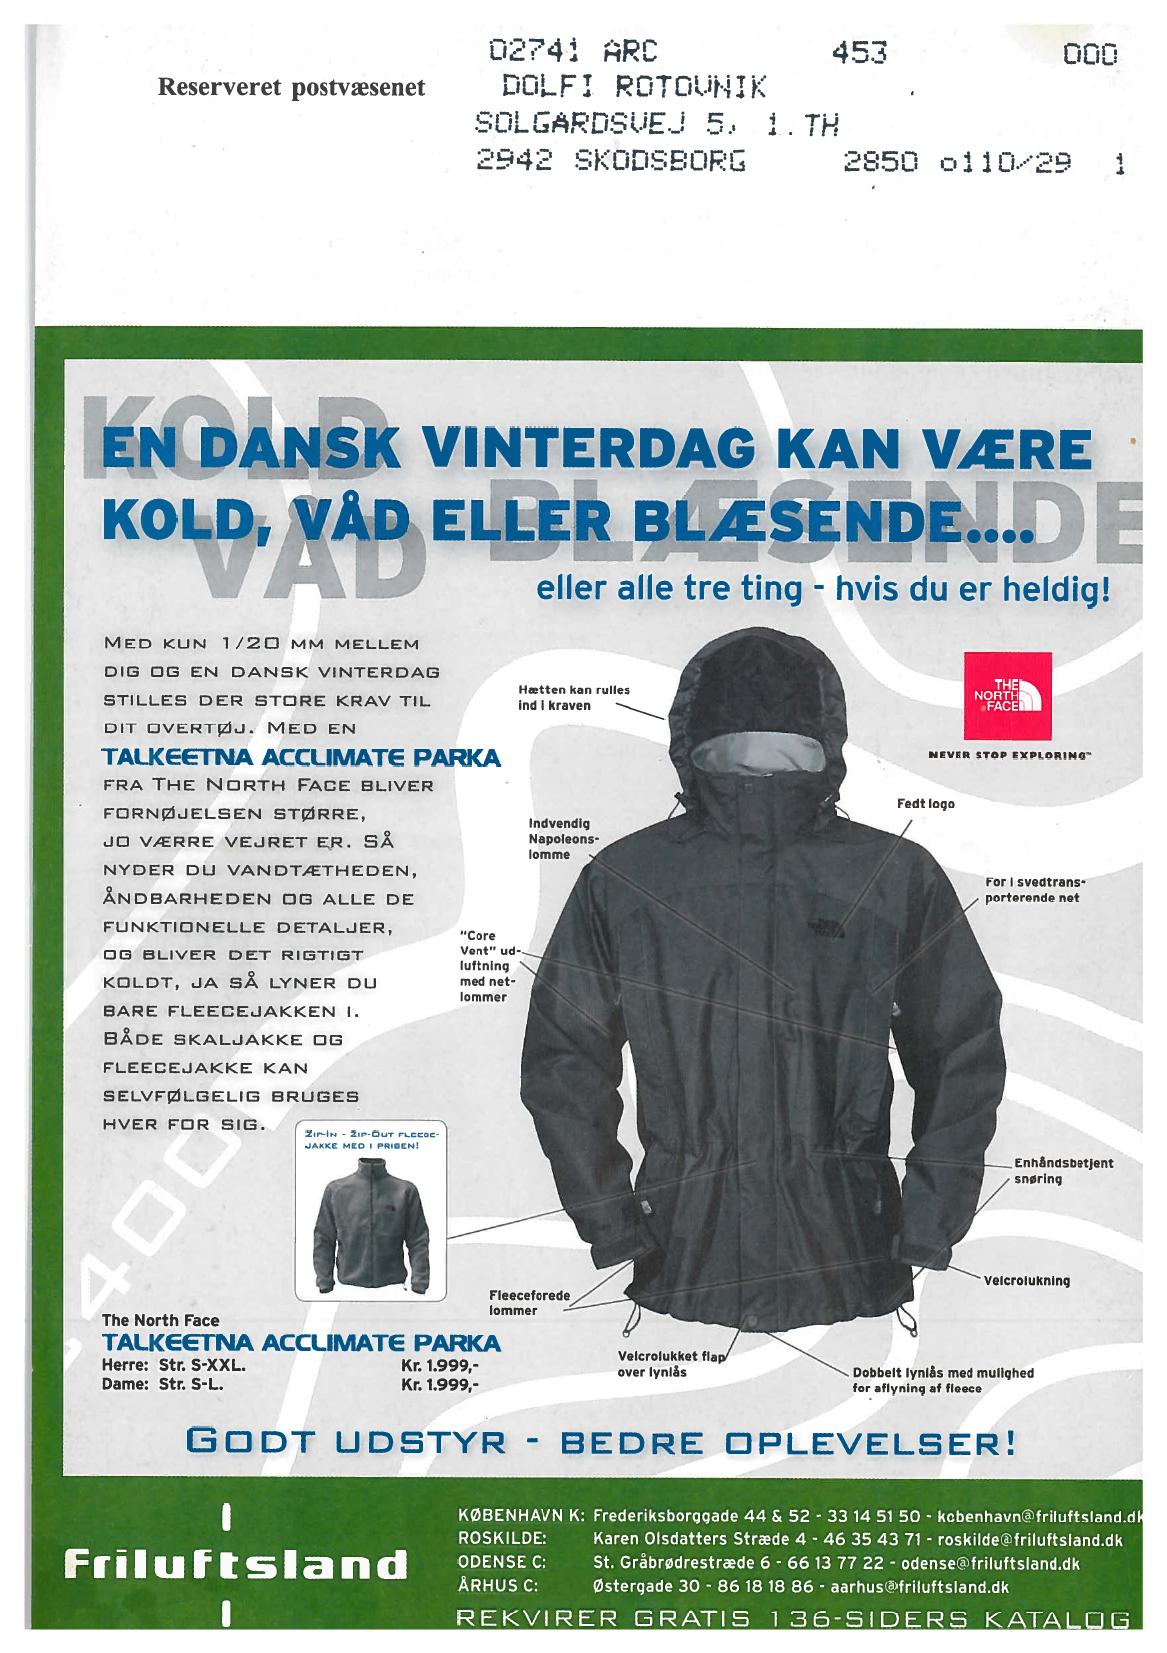 02741 ARC 453 000
Reserveret postvæsenet
DOLFI ROTOVNIK
SOLGARDSVEJ 5, 1.TH
2942 SKODSBORG 2850 o110/29 1
KOLD
VÅD
BLÆSENDE
EN DANSK VINTERDAG KAN VÆRE
KOLD, VÅD ELLER BLÆSENDE....
eller alle tre ting - hvis du er heldig!
MED KUN 1/20 MM MELLEM
DIG OG EN DANSK VINTERDAG
STILLES DER STORE KRAV TIL
DIT OVERTØJ. MED EN
TALKEETNA ACCLIMATE PARKA
FRA THE NORTH FACE BLIVER
FORNØJELSEN STØRRE,
JO VÆRRE VEJRET ER. SÅ
NYDER DU VANDTÆTHEDEN,
ÅNDBARHEDEN OG ALLE DE
FUNKTIONELLE DETALJER,
OG BLIVER DET RIGTIGT
KOLDT, JA SÅ LYNER DU
BARE FLEECEJAKKEN I.
BÅDE SKALJAKKE OG
FLEECEJAKKE KAN
SELVFØLGELIG BRUGES
HVER FOR SIG.
Hætten kan rulles
ind i kraven
THE
NORTH
FACE
NEVER STOP EXPLORING™
Fedt logo
Indvendig
Napoleons-
lomme
For i svedtrans-
porterende net
"Core
Vent" ud-
luftning
med net-
lommer
ZIP-IN - ZIP-OUT FLEECE-
JAKKE MED I PRISEN!
Enhåndsbetjent
snøring
Velcrolukning
Fleeceforede
lommer
Velcrolukket flap
over lynlås
Dobbelt lynlås med mulighed
for aflyning af fleece
400
The North Face
TALKEETNA ACCLIMATE PARKA
Herre: Str. S-XXL. Kr. 1.999,-
Dame: Str. S-L. Kr. 1.999,-
GODT UDSTYR - BEDRE OPLEVELSER!
Friluftsland
KØBENHAVN K: Frederiksborggade 44 & 52 - 33 14 51 50 - kobenhavn@friluftsland.dk
ROSKILDE: Karen Olsdatters Stræde 4 - 46 35 43 71 - roskilde@friluftsland.dk
ODENSE C: St. Gråbrødrestræde 6 - 66 13 77 22 - odense@friluftsland.dk
ÅRHUS C: Østergade 30 - 86 18 18 86 - aarhus@friluftsland.dk
REKVIRER GRATIS 136-SIDERS KATALOG